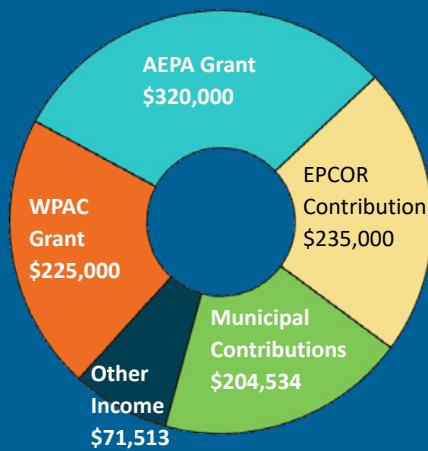 AEPA Grant
$320,000
EPCOR
Contribution
$235,000
WPAC
Grant
$225,000
Municipal
Contributions
$204,534
Other
Income
$71,513